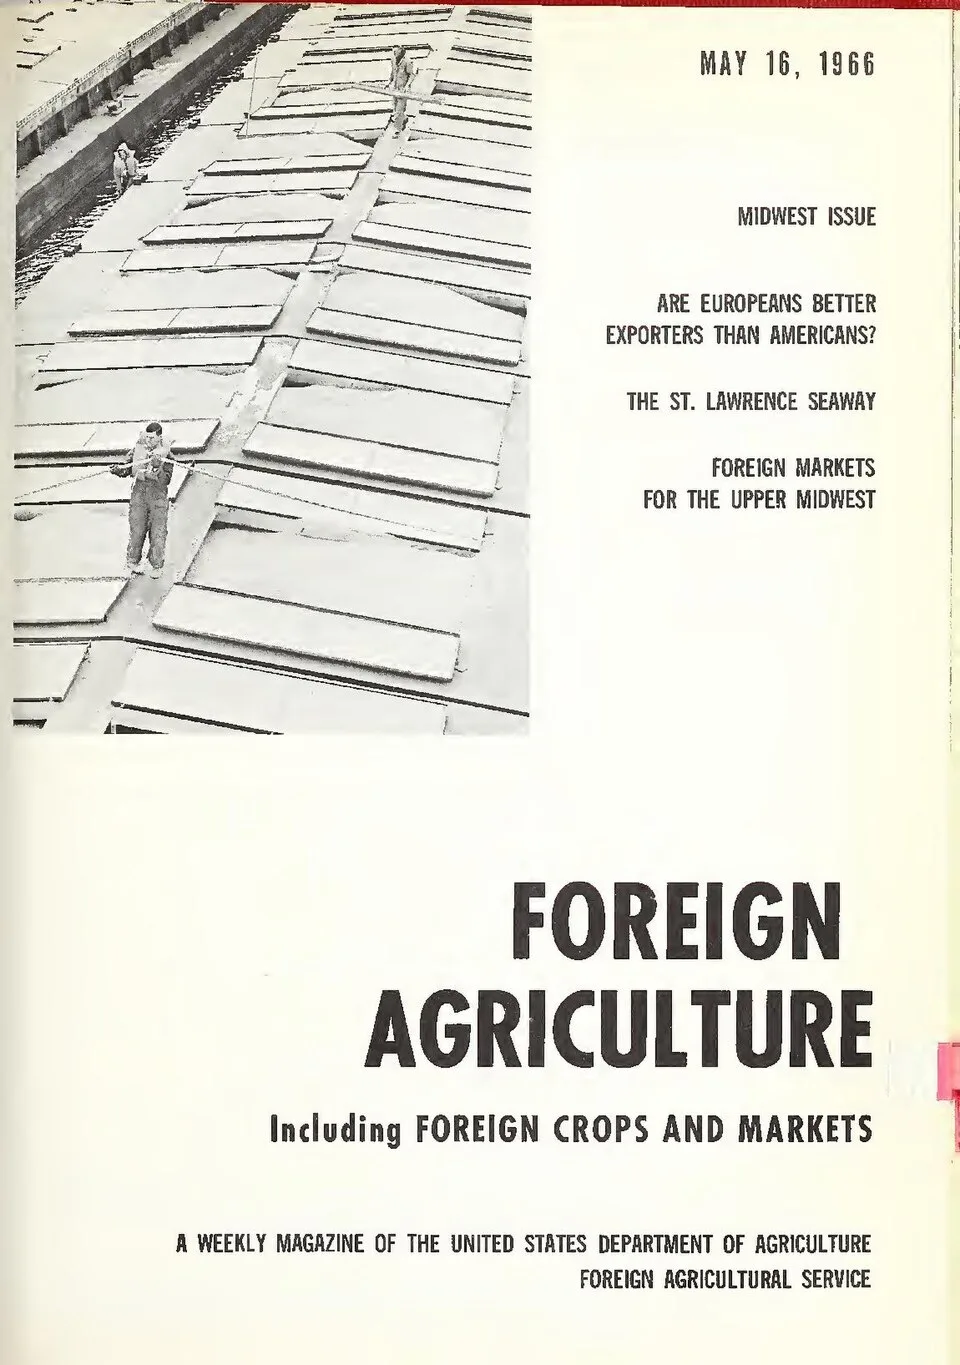 MAY 16, 1966
MIDWEST ISSUE
ARE EUROPEANS BETTER
EXPORTERS THAN AMERICANS?
THE ST. LAWRENCE SEAWAY
FOREIGN MARKETS
FOR THE UPPER MIDWEST
FOREIGN
AGRICULTURE
Including FOREIGN CROPS AND MARKETS
A WEEKLY MAGAZINE OF THE UNITED STATES DEPARTMENT OF AGRICULTURE
FOREIGN AGRICULTURAL SERVICE